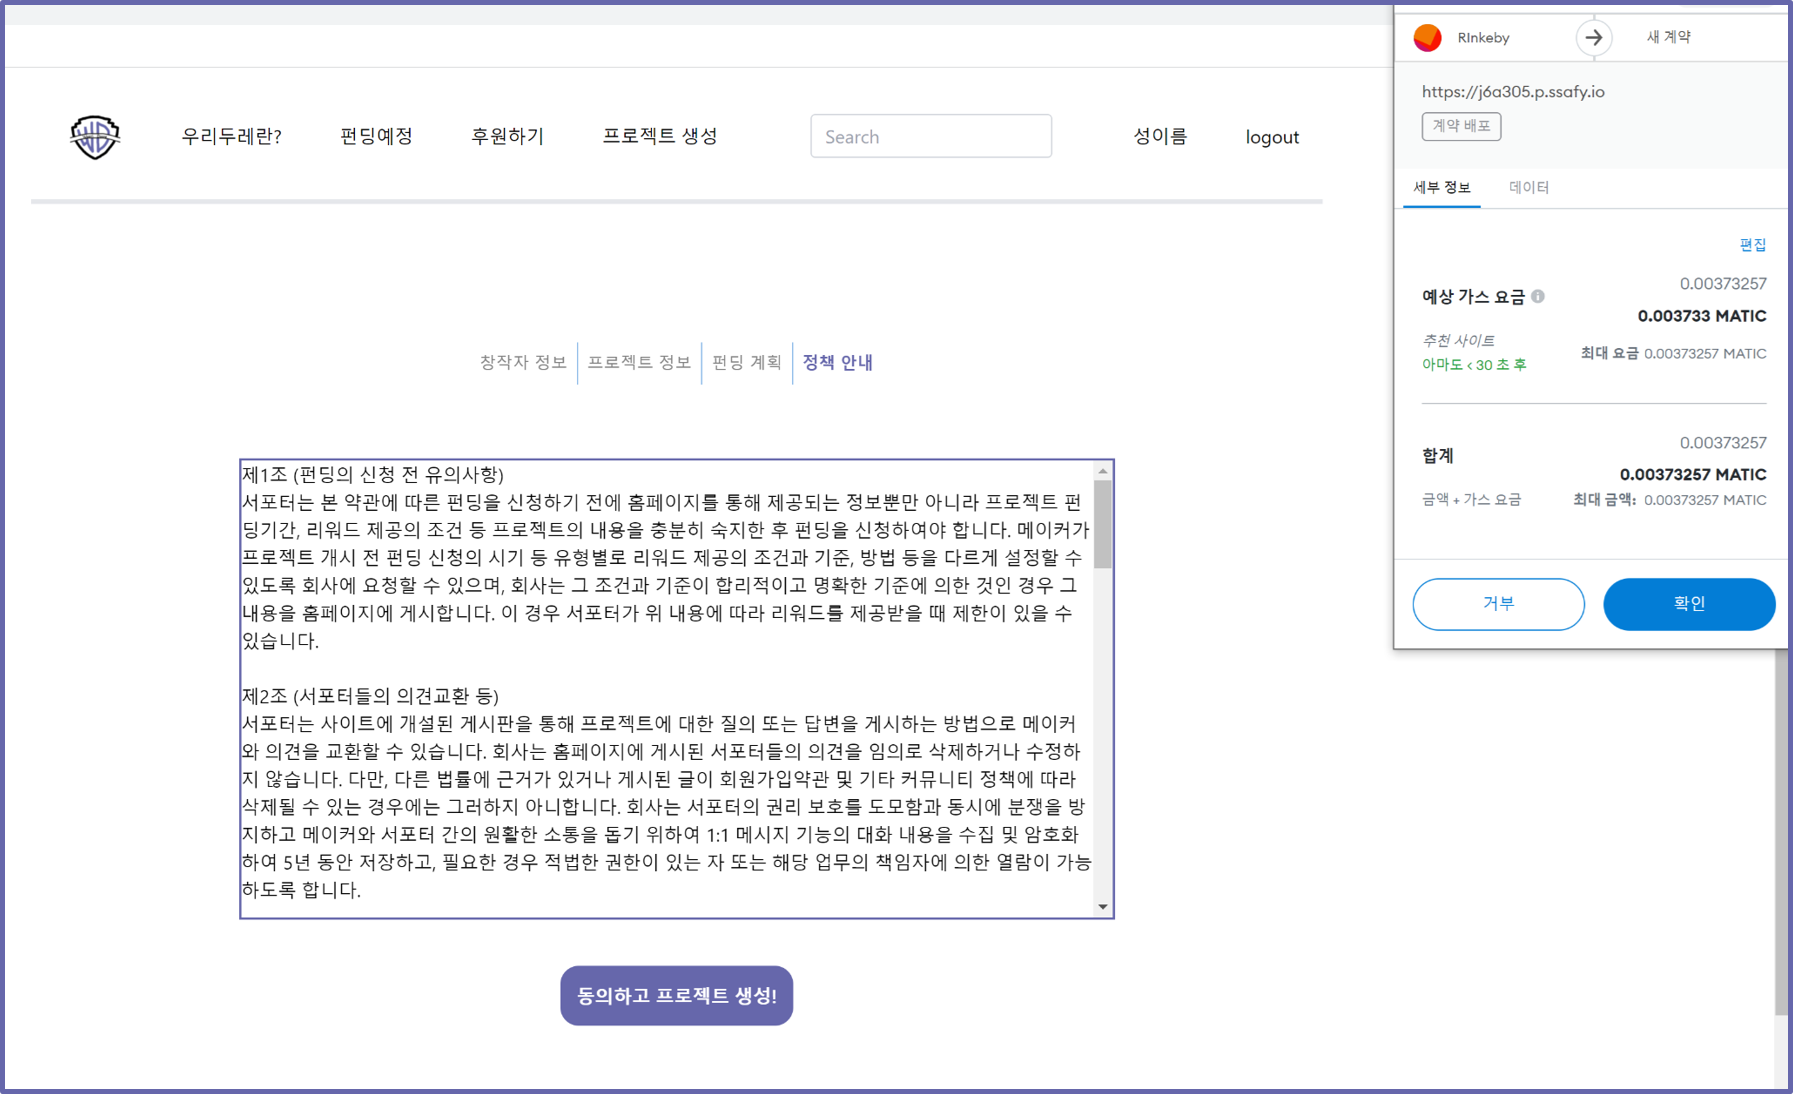 WD
우리두레란?
펀딩예정
후원하기
프로젝트 생성
Search
성이름
logout
창작자 정보
프로젝트 정보
펀딩 계획
정책 안내
제1조 (펀딩의 신청 전 유의사항)
서포터는 본 약관에 따른 펀딩을 신청하기 전에 홈페이지를 통해 제공되는 정보뿐만 아니라 프로젝트 펀
딩기간, 리워드 제공의 조건 등 프로젝트의 내용을 충분히 숙지한 후 펀딩을 신청하여야 합니다. 메이커가
프로젝트 개시 전 펀딩 신청의 시기 등 유형별로 리워드 제공의 조건과 기준, 방법 등을 다르게 설정할 수
있도록 회사에 요청할 수 있으며, 회사는 그 조건과 기준이 합리적이고 명확한 기준에 의한 것인 경우 그
내용을 홈페이지에 게시합니다. 이 경우 서포터가 위 내용에 따라 리워드를 제공받을 때 제한이 있을 수
있습니다.
제2조 (서포터들의 의견교환 등)
서포터는 사이트에 개설된 게시판을 통해 프로젝트에 대한 질의 또는 답변을 게시하는 방법으로 메이커
와 의견을 교환할 수 있습니다. 회사는 홈페이지에 게시된 서포터들의 의견을 임의로 삭제하거나 수정하
지 않습니다. 다만, 다른 법률에 근거가 있거나 게시된 글이 회원가입약관 및 기타 커뮤니티 정책에 따라
삭제될 수 있는 경우에는 그러하지 아니합니다. 회사는 서포터의 권리 보호를 도모함과 동시에 분쟁을 방
지하고 메이커와 서포터 간의 원활한 소통을 돕기 위하여 1:1 메시지 기능의 대화 내용을 수집 및 암호화
하여 5년 동안 저장하고, 필요한 경우 적법한 권한이 있는 자 또는 해당 업무의 책임자에 의한 열람이 가능
하도록 합니다.
동의하고 프로젝트 생성!
RInkeby
새 계약
https://j6a305.p.ssafy.io
계약 배포
세부 정보
데이터
편집
0.00373257
예상 가스 요금
0.003733 MATIC
추천 사이트
최대 요금 0.00373257 MATIC
아마도 < 30 초 후
0.00373257
합계
0.00373257 MATIC
금액 + 가스 요금
최대 금액: 0.00373257 MATIC
거부
확인